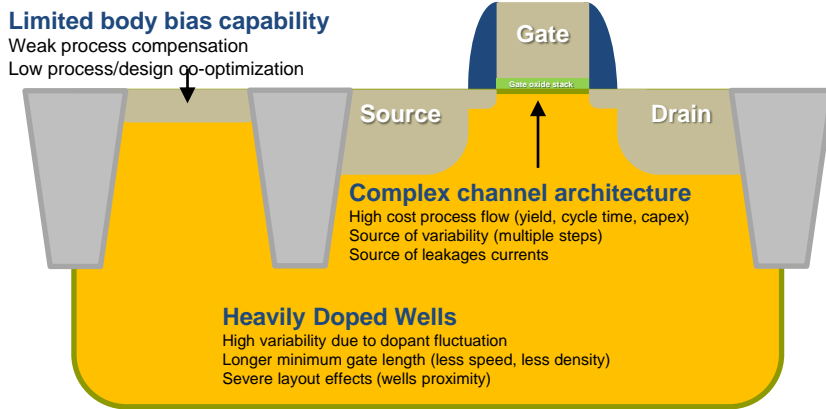 Limited body bias capability
Weak process compensation
Low process/design co-optimization
Gate
Gate oxide stack
Source
Drain
Complex channel architecture
High cost process flow (yield, cycle time, capex)
Source of variability (multiple steps)
Source of leakages currents
Heavily Doped Wells
High variability due to dopant fluctuation
Longer minimum gate length (less speed, less density)
Severe layout effects (wells proximity)